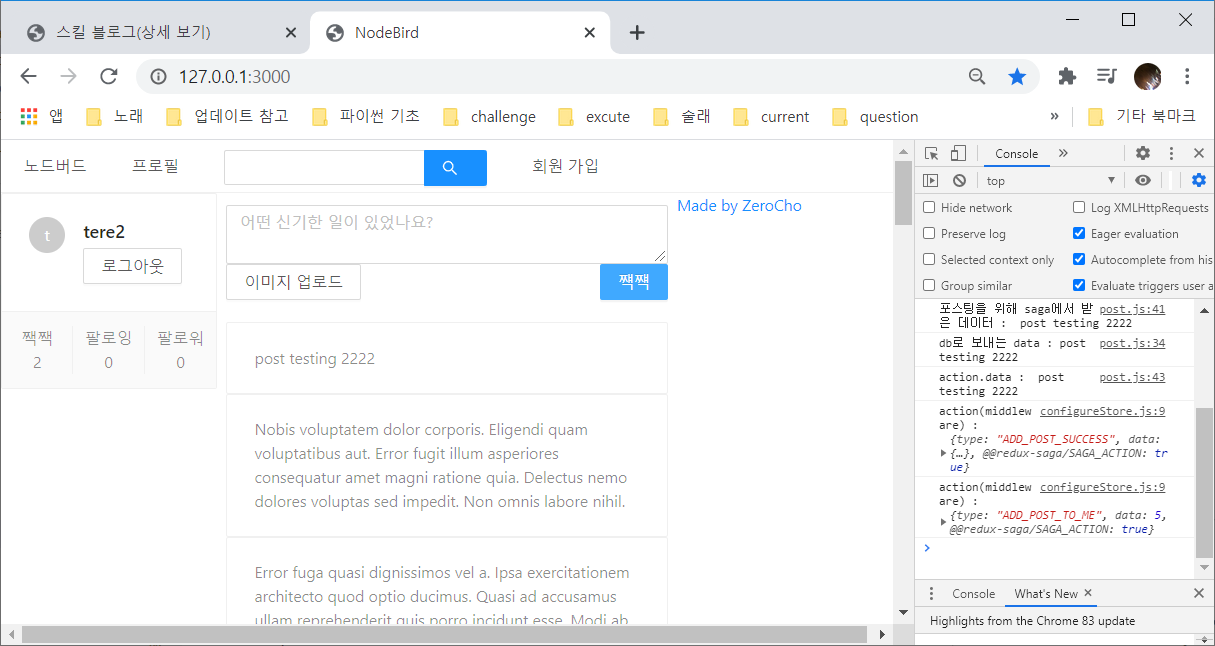 스킬 블로그(상세 보기)
NodeBird
127.0.0.1:3000
앱
노래
업데이트 참고
파이썬 기초
challenge
excute
술래
current
question
»
기타 북마크
노드버드
프로필
회원 가입
t
tere2
로그아웃
짹짹
2
팔로잉
0
팔로워
0
어떤 신기한 일이 있었나요?
이미지 업로드
짹짹
post testing 2222
Nobis voluptatem dolor corporis. Eligendi quam
voluptatibus aut. Error fugit illum asperiores
consequatur amet magni ratione quia. Delectus nemo
dolores voluptas sed impedit. Non omnis labore nihil.
Error fuga quasi dignissimos vel a. Ipsa exercitationem
architecto quod optio ducimus. Quasi ad accusamus
ullam reprehenderit quis porro incidunt esse. Modi ab
Made by ZeroCho
Console
»
top
Hide network
Log XMLHttpRequests
Preserve log
Eager evaluation
Selected context only
Autocomplete from his
Group similar
Evaluate triggers user a
포스팅을 위해 saga에서 받 post.js:41
은 데이터 : post testing 2222
db로 보내는 data : post post.js:34
testing 2222
action.data : post post.js:43
testing 2222
action(middlew configureStore.js:9
are) :
{type: "ADD_POST_SUCCESS", data:
{…}, @@redux-saga/SAGA_ACTION: tr
ue}
action(middlew configureStore.js:9
are) :
{type: "ADD_POST_TO_ME", data: 5,
@@redux-saga/SAGA_ACTION: true}
Console
What's New
Highlights from the Chrome 83 update